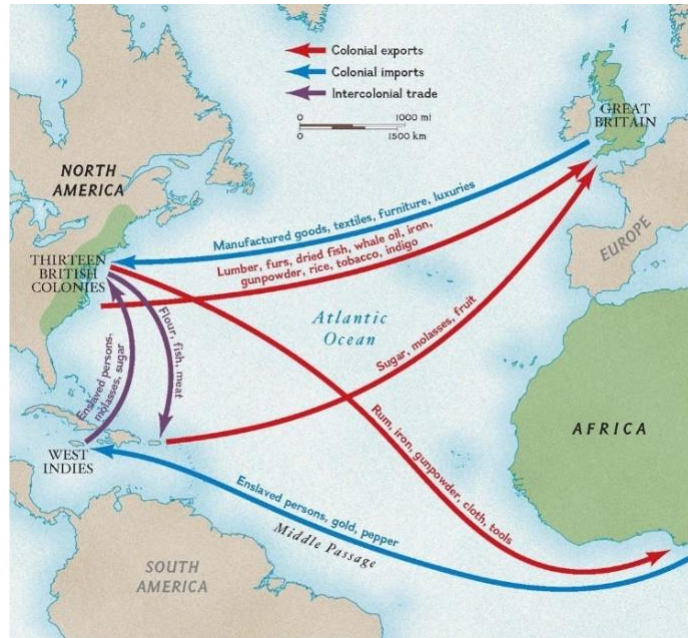 Colonial exports
Colonial imports
Intercolonial trade
0 1000 mi
0 1500 km
GREAT
BRITAIN
NORTH
AMERICA
EUROPE
Manufactured goods, textiles, furniture, luxuries
THIRTEEN
BRITISH
COLONIES
Lumber, furs, dried fish, whale oil, iron,
gunpowder, rice, tobacco, indigo
Atlantic
Ocean
Flour, fish, meat
Sugar, molasses, fruit
Enslaved persons,
molasses, sugar
Rum, iron, gunpowder, cloth, tools
AFRICA
WEST
INDIES
Enslaved persons, gold, pepper
Middle Passage
SOUTH
AMERICA